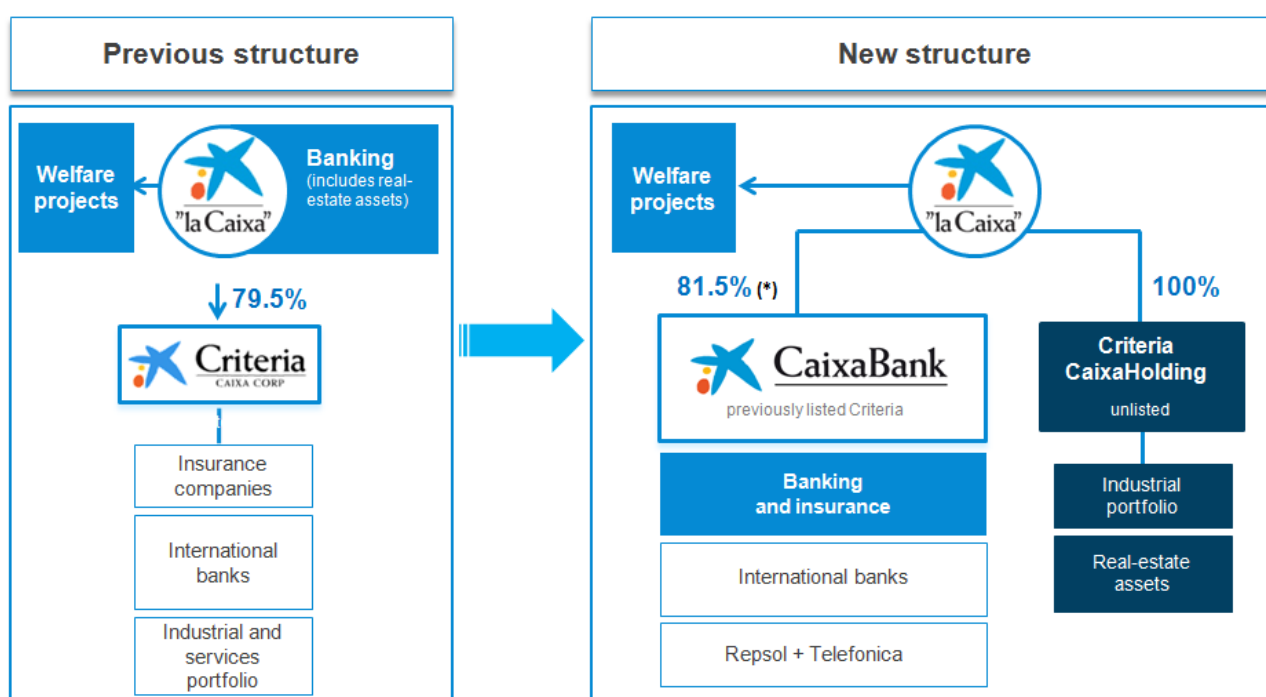 Previous structure
Welfare
projects
"la Caixa"
Banking
(includes real-
estate assets)
79.5%
Criteria
CAIXA CORP
Insurance
companies
International
banks
Industrial and
services
portfolio
New structure
Welfare
projects
"la Caixa"
81.5% (*)
100%
CaixaBank
previously listed Criteria
Banking
and insurance
International banks
Repsol + Telefonica
Criteria
CaixaHolding
unlisted
Industrial
portfolio
Real-estate
assets